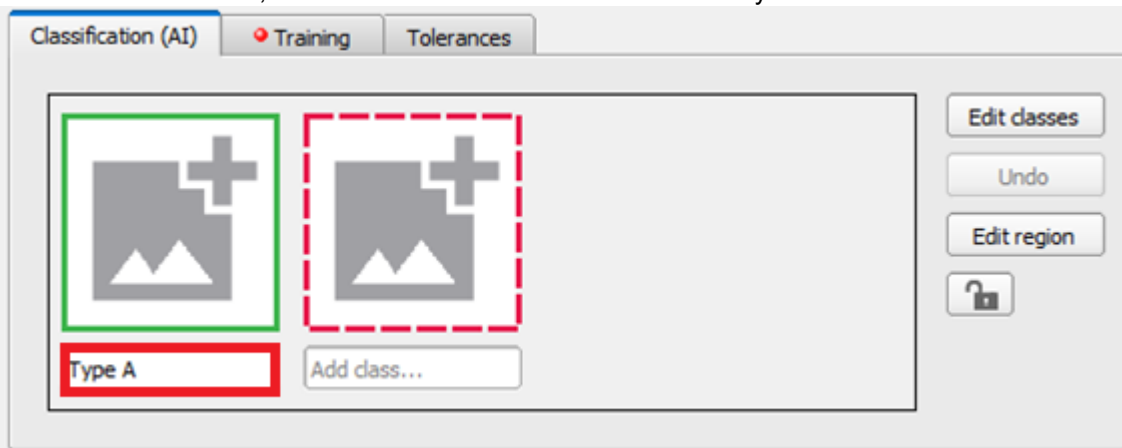 Classification (AI) Training Tolerances
Edit classes
Undo
Edit region
Type A Add class...